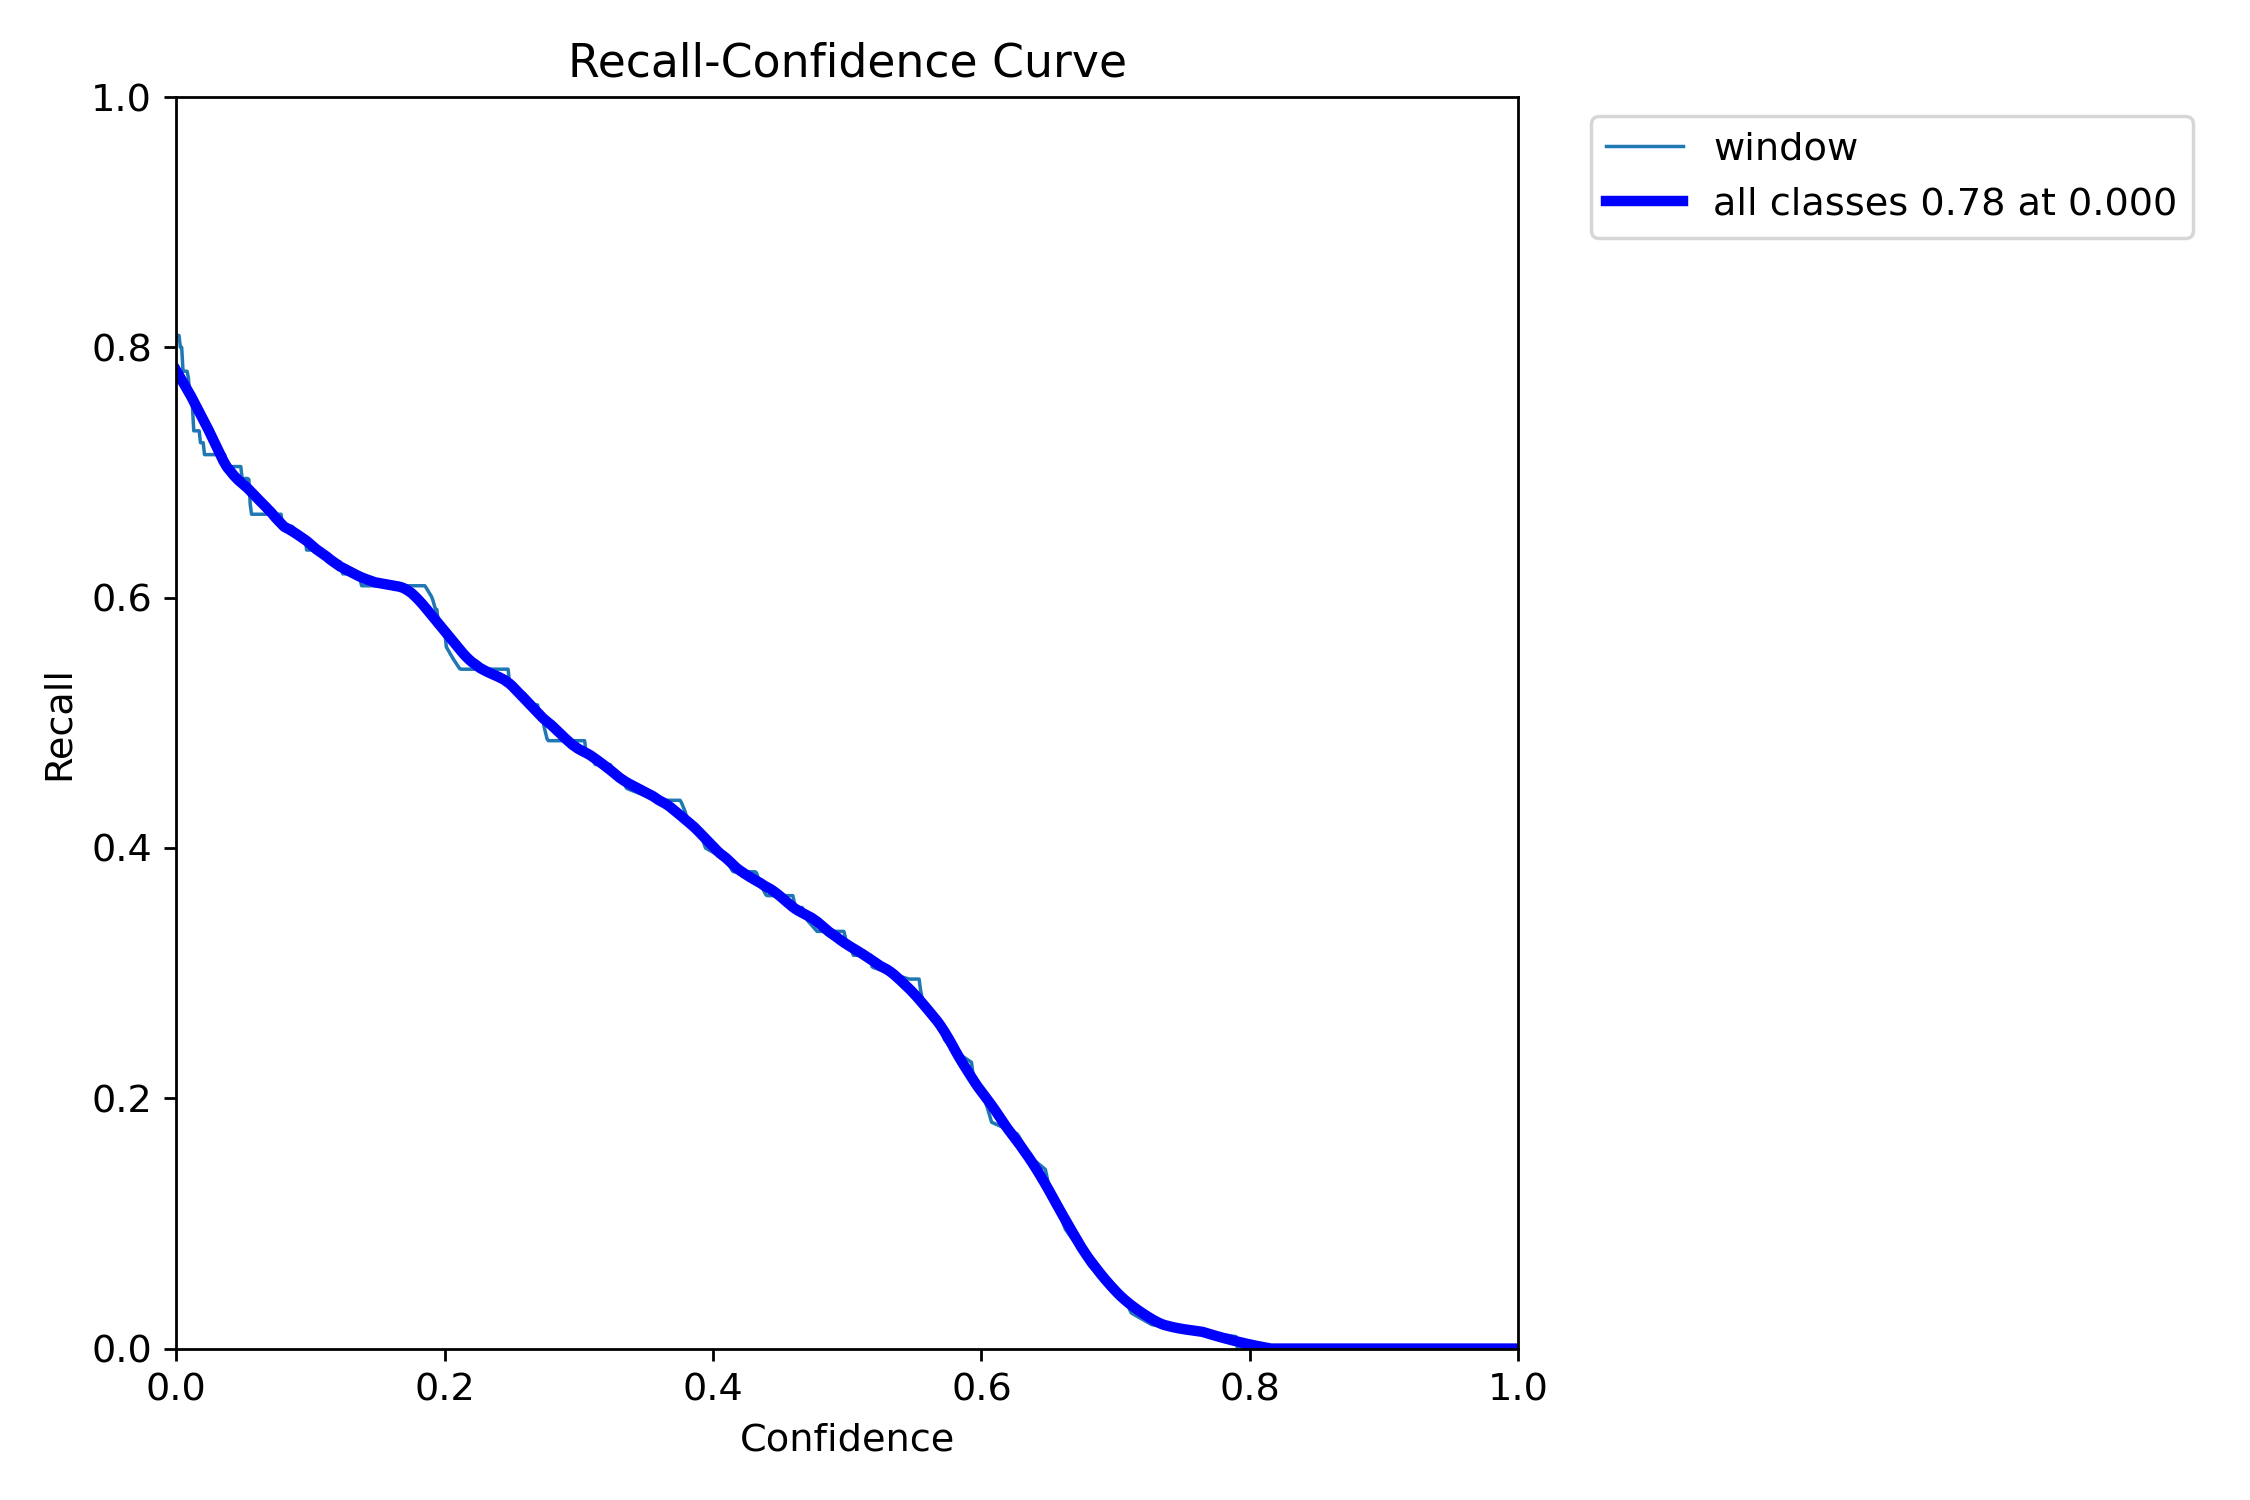 Recall-Confidence Curve
1.0
0.8
0.6
0.4
0.2
0.0
Recall
0.0 0.2 0.4 0.6 0.8 1.0
Confidence
window
all classes 0.78 at 0.000